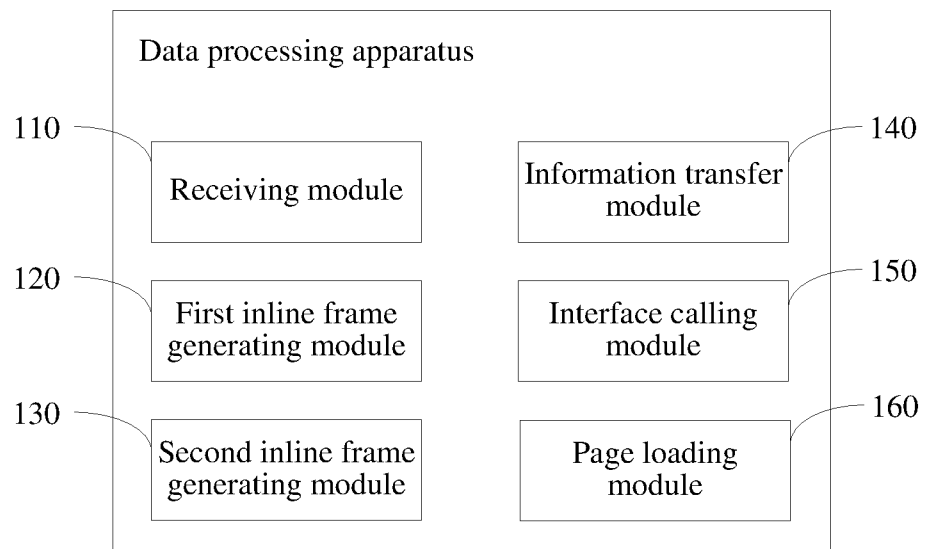 Data processing apparatus
110
Receiving module
140
Information transfer
module
120
First inline frame
generating module
150
Interface calling
module
130
Second inline frame
generating module
160
Page loading
module